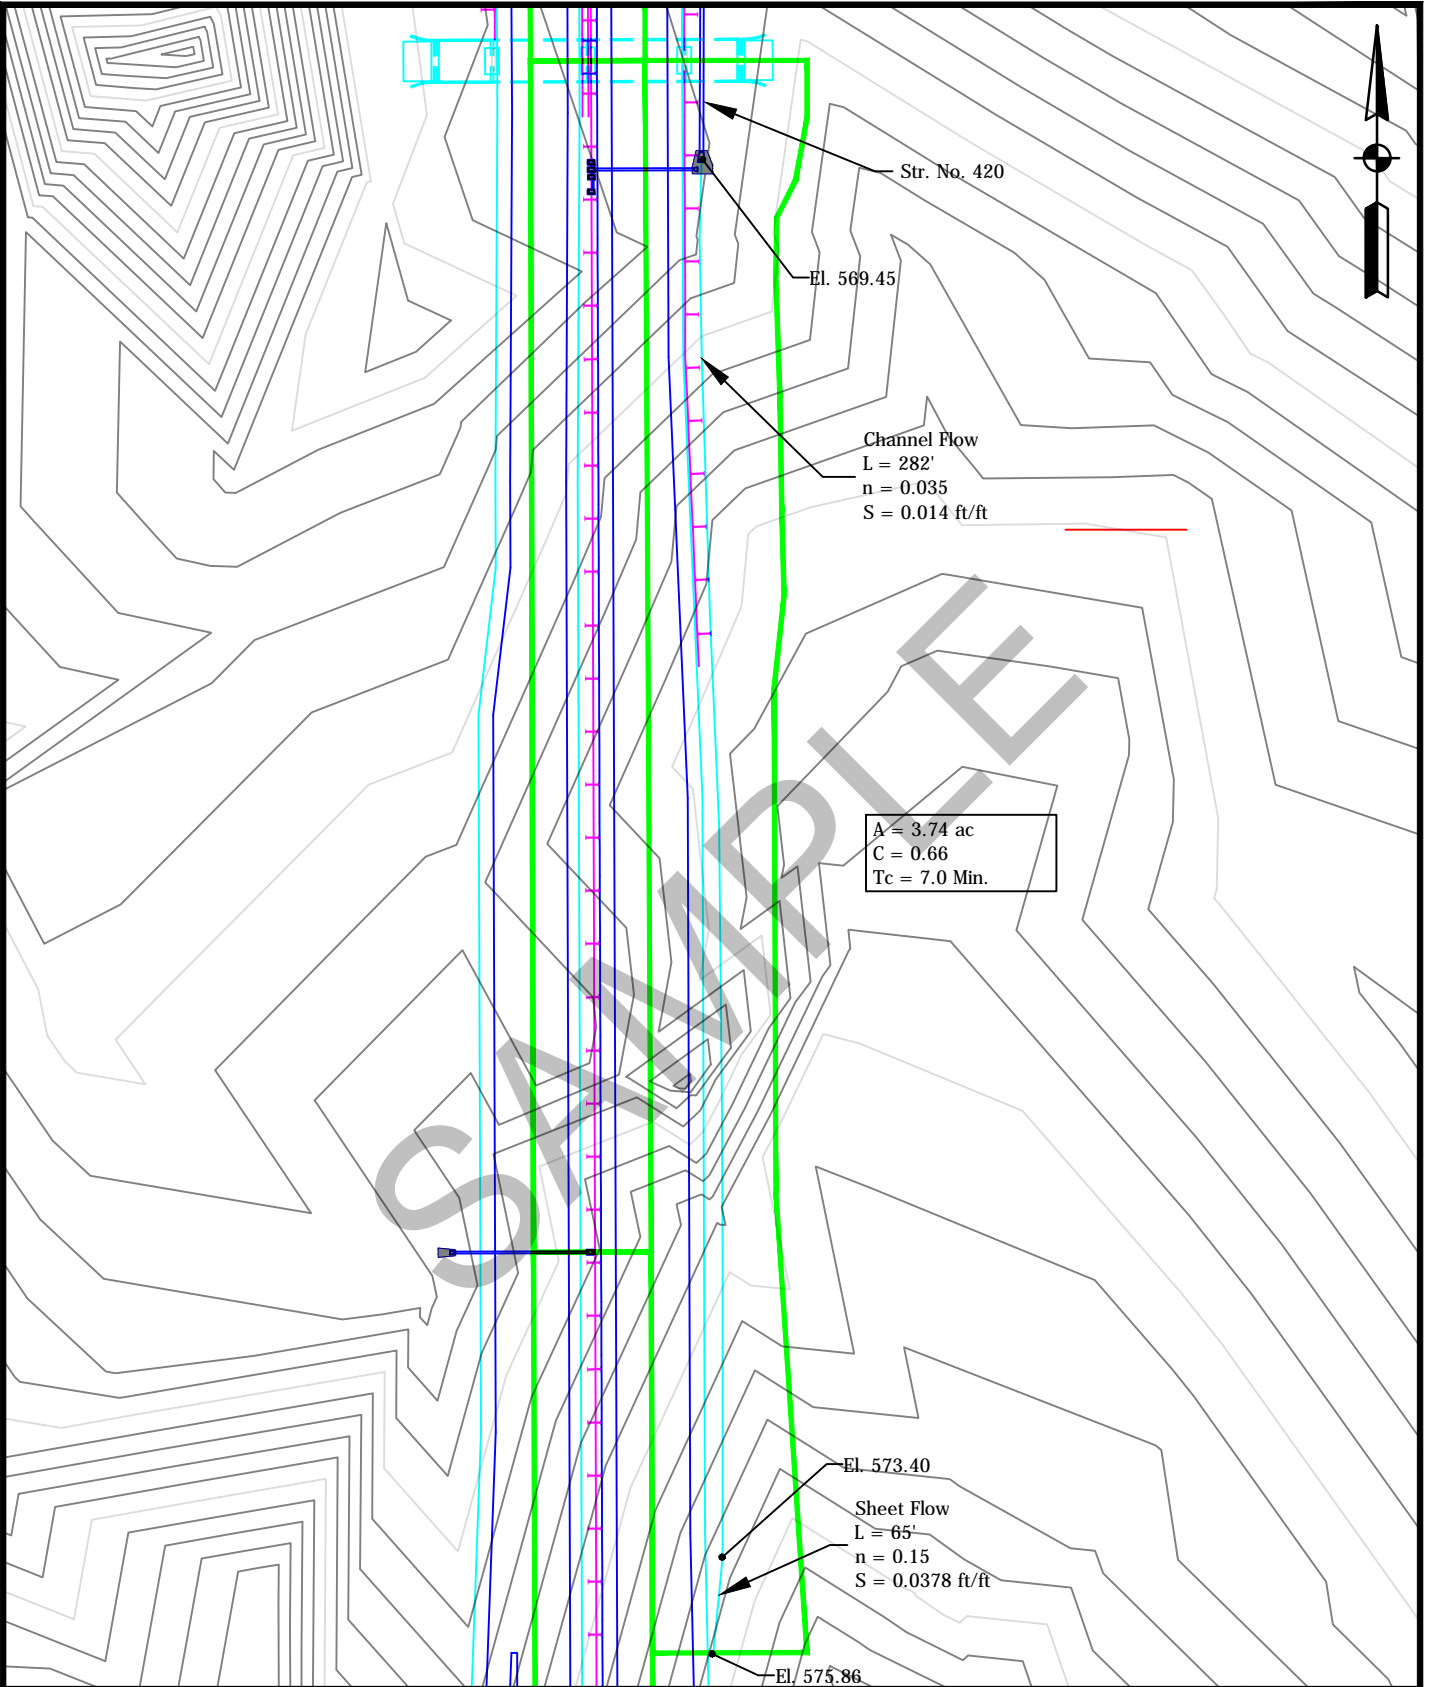 Str. No. 420
El. 569.45
Channel Flow
L = 282'
n = 0.035
S = 0.014 ft/ft
A = 3.74 ac
C = 0.66
Tc = 7.0 Min.
SAMPLE
El. 573.40
Sheet Flow
L = 65'
n = 0.15
S = 0.0378 ft/ft
El. 575.86